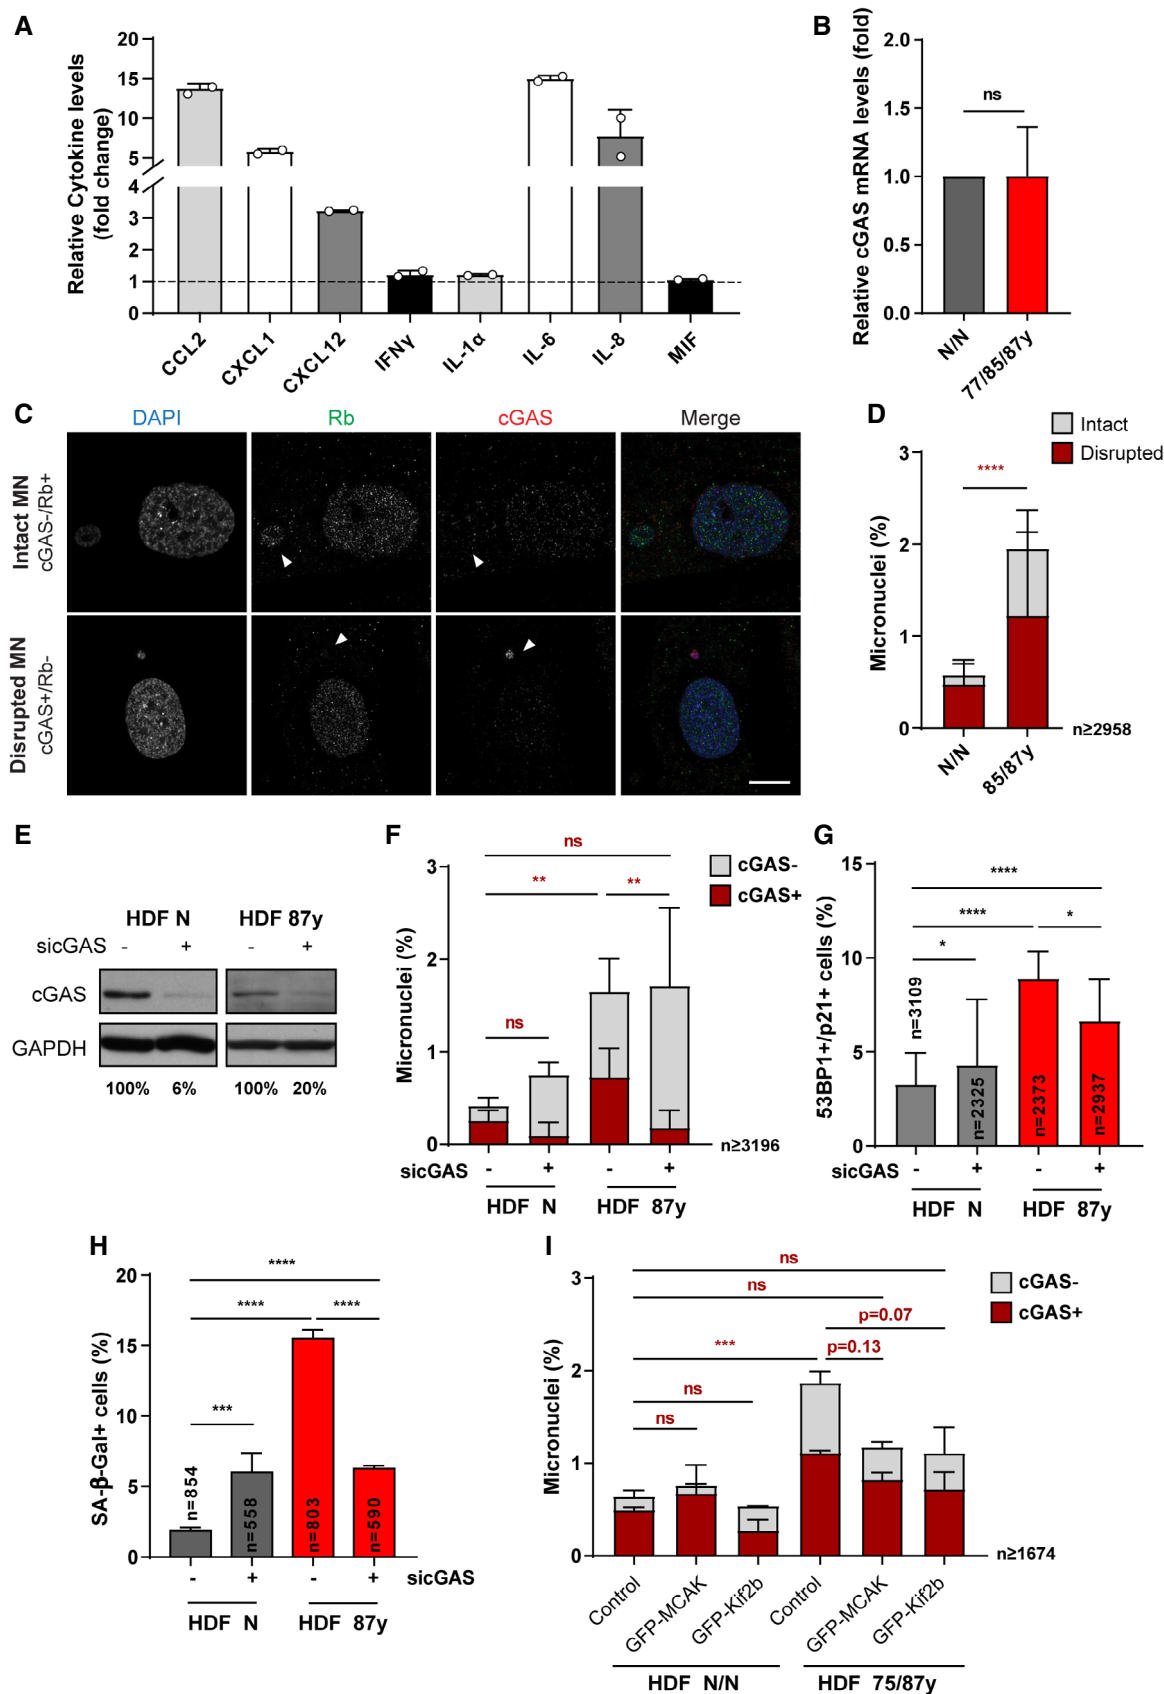 A
Relative Cytokine levels
(fold change)
20
15
10
5
4
3
2
1
0
CCL2
CXCL1
CXCL12
IFNγ
IL-1α
IL-6
IL-8
MIF
B
Relative cGAS mRNA levels (fold)
2.0
1.5
1.0
0.5
0.0
ns
N/N
77/85/87y
C
DAPI
Rb
cGAS
Merge
Intact MN
cGAS-/Rb+
Disrupted MN
cGAS+/Rb-
D
Intact
Disrupted
Micronuclei (%)
3
2
1
0
****
N/N
85/87y
n≥2958
E
HDF N
HDF 87y
sicGAS - + - +
cGAS
GAPDH
100% 6% 100% 20%
F
cGAS-
cGAS+
Micronuclei (%)
3
2
1
0
ns
** **
ns
n≥3196
sicGAS - + - +
HDF N
HDF 87y
G
53BP1+/p21+ cells (%)
15
10
5
0
****
**** *
*
n=3109
n=2325
n=2373
n=2937
sicGAS - + - +
HDF N
HDF 87y
H
SA-β-Gal+ cells (%)
20
15
10
5
0
****
**** ****
***
n=854
n=558
n=803
n=590
- + - + sicGAS
HDF N
HDF 87y
I
cGAS-
cGAS+
Micronuclei (%)
3
2
1
0
ns
ns
p=0.07
*** p=0.13
ns
ns
n≥1674
Control
GFP-MCAK
GFP-Kif2b
Control
GFP-MCAK
GFP-Kif2b
HDF N/N
HDF 75/87y